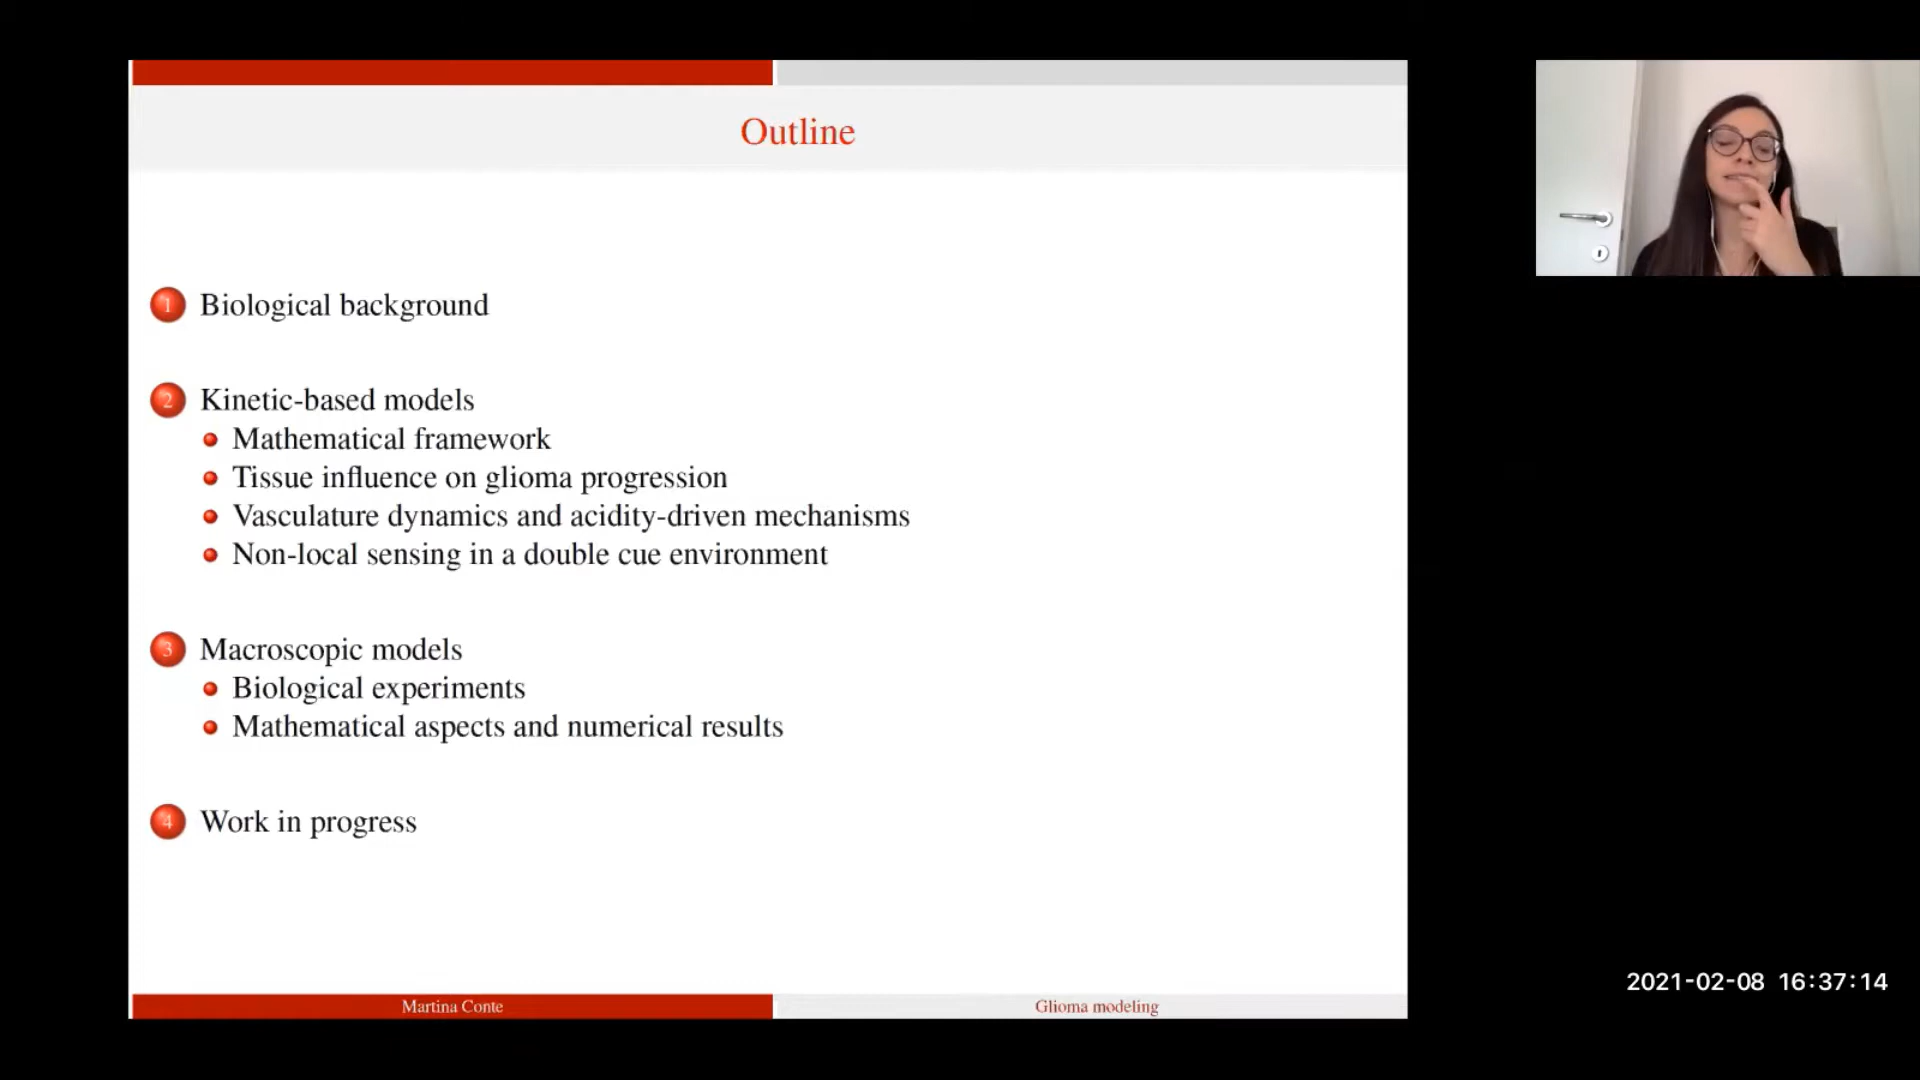 Outline
1 Biological background
2 Kinetic-based models
Mathematical framework
Tissue influence on glioma progression
Vasculature dynamics and acidity-driven mechanisms
Non-local sensing in a double cue environment
3 Macroscopic models
Biological experiments
Mathematical aspects and numerical results
4 Work in progress
Martina Conte
Glioma modeling
2021-02-08 16:37:14